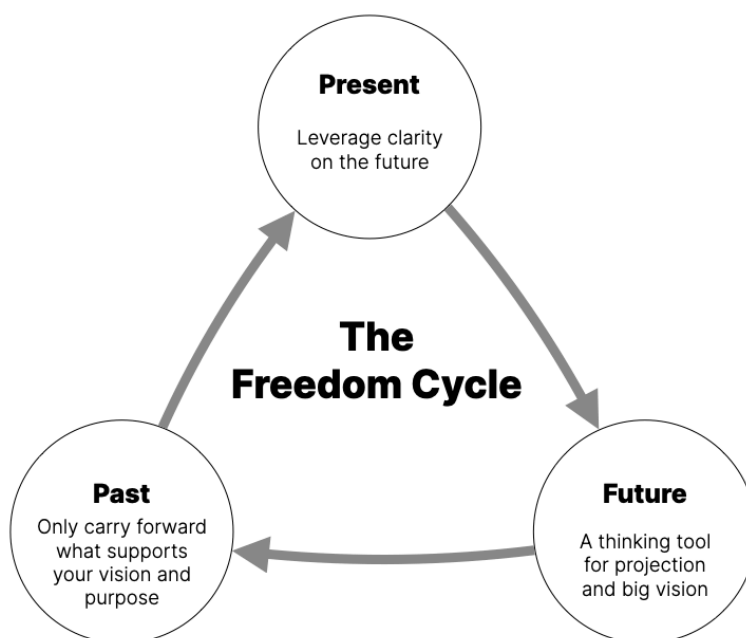 Present
Leverage clarity
on the future
The
Freedom Cycle
Past
Only carry forward
what supports
your vision and
purpose
Future
A thinking tool
for projection
and big vision